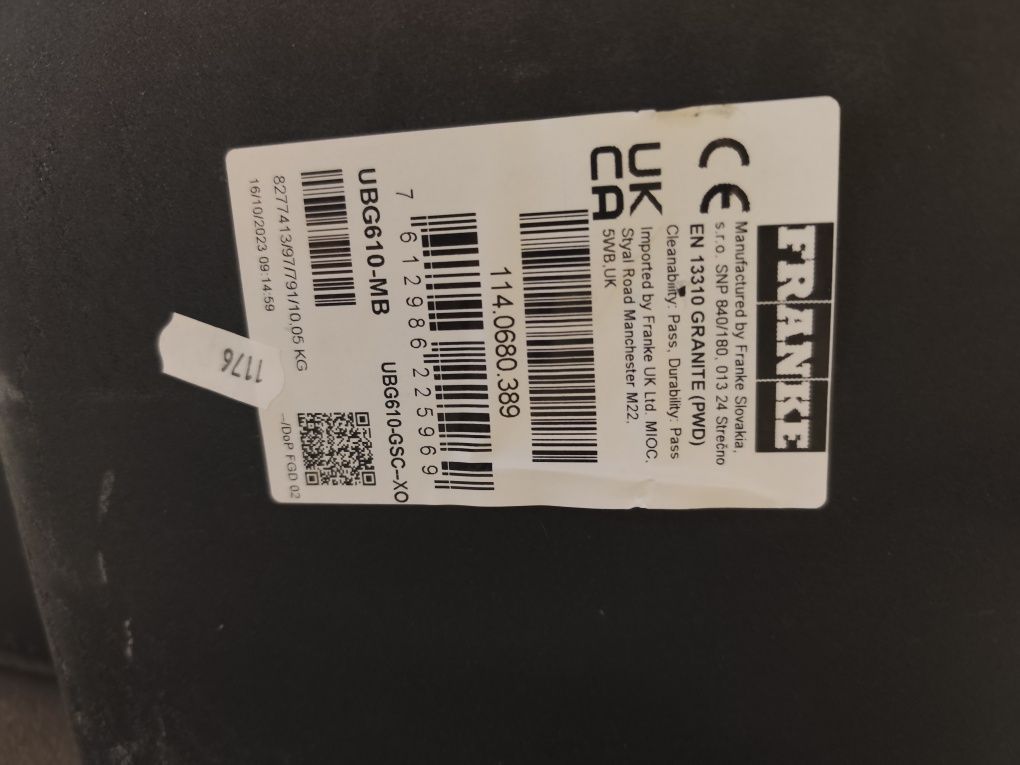 FRANKE
CE
Manufactured by Franke Slovakia,
s.r.o. SNP 840/180, 013 24 Strečno
EN 13310 GRANITE (PWD)
Cleanability: Pass, Durability: Pass
UK
CA
Imported by Franke UK Ltd. MIOC,
Styal Road Manchester M22,
5WB,UK
114.0680.389
7 612986 225969
UBG610-MB
UBG610-GSC--XO
8277413/97/791/10,05 KG
16/10/2023 09:14:59
--/DoP FGD 02
1176